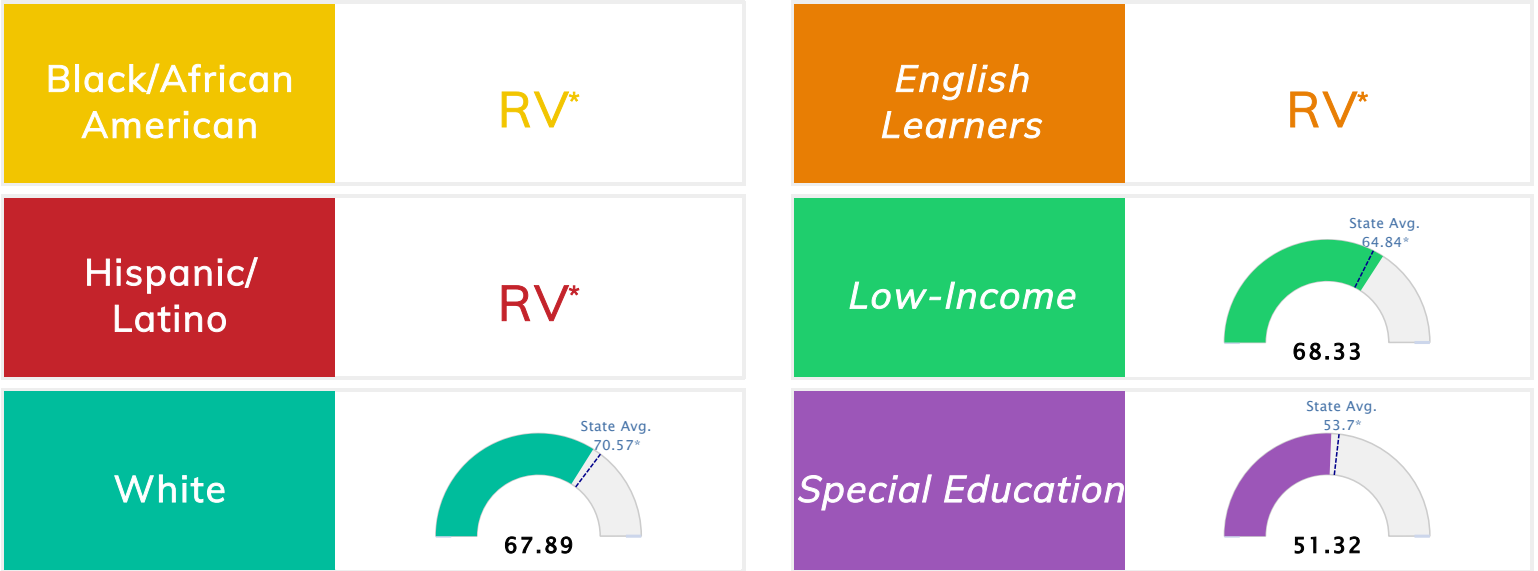 Black/African
American
RV*
English
Learners
RV*
Hispanic/
Latino
RV*
Low-Income
State Avg.
64.84*
68.33
White
State Avg.
70.57*
67.89
Special Education
State Avg.
53.7*
51.32